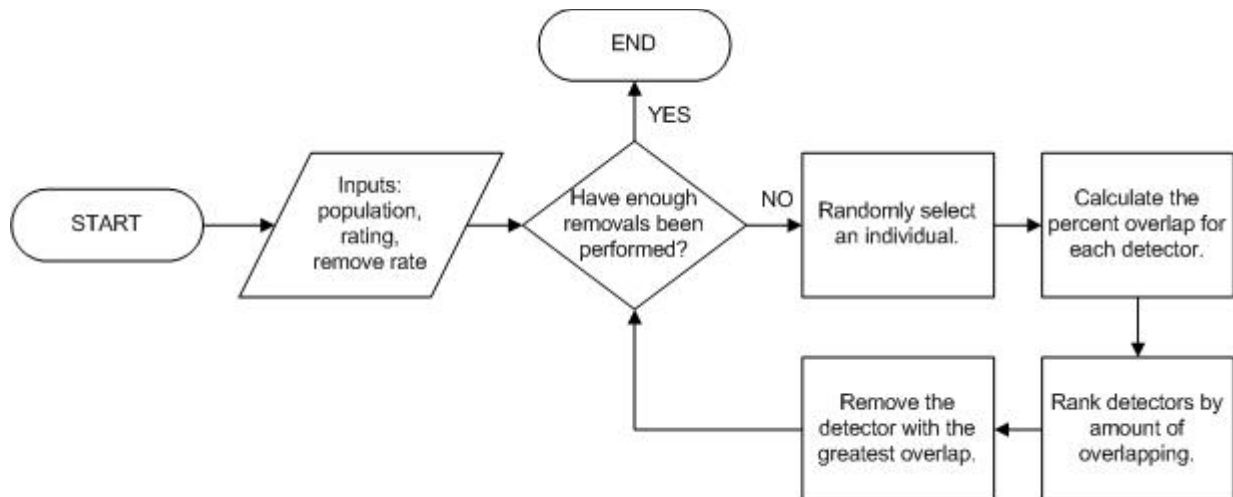 END
YES
START
Inputs:
population,
rating,
remove rate
Have enough
removals been
performed?
NO
Randomly select
an individual.
Calculate the
percent overlap for
each detector.
Remove the
detector with the
greatest overlap.
Rank detectors by
amount of
overlapping.